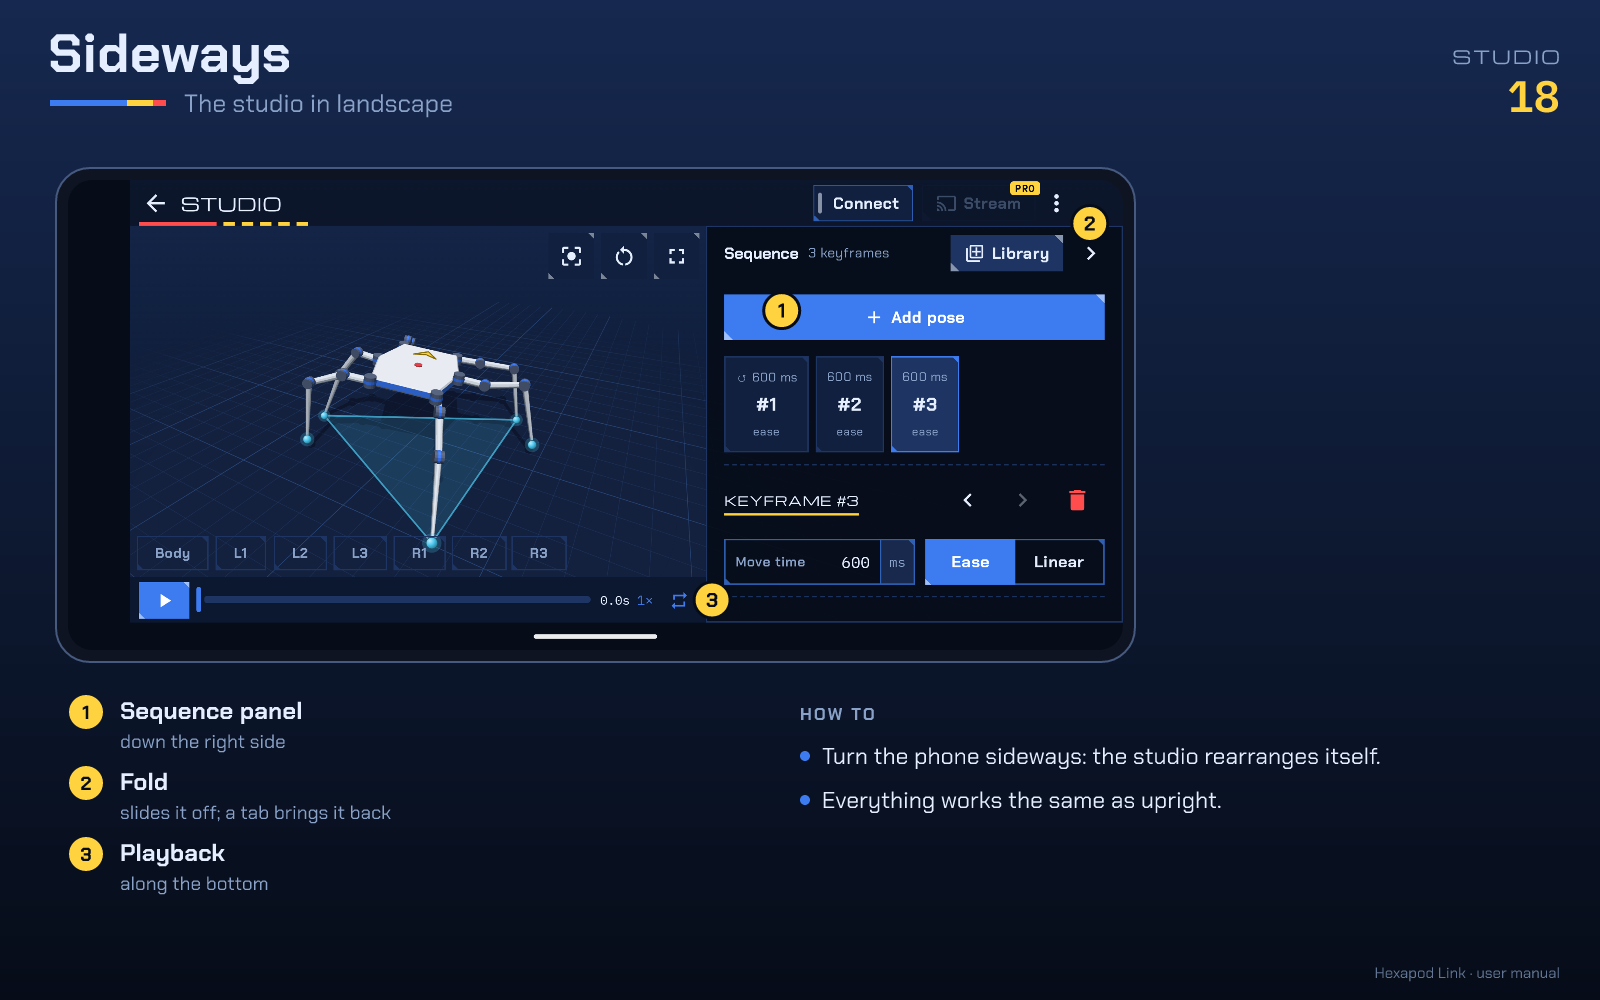 Sideways
The studio in landscape
STUDIO
18
STUDIO
Connect
Stream
PRO
2
Sequence 3 keyframes
Library
1
+ Add pose
600 ms
#1
ease
600 ms
#2
ease
600 ms
#3
ease
KEYFRAME #3
Move time 600 ms
Ease
Linear
Body
L1
L2
L3
R1
R2
R3
0.0s 1×
3
1 Sequence panel
down the right side
2 Fold
slides it off; a tab brings it back
3 Playback
along the bottom
HOW TO
Turn the phone sideways: the studio rearranges itself.
Everything works the same as upright.
Hexapod Link · user manual